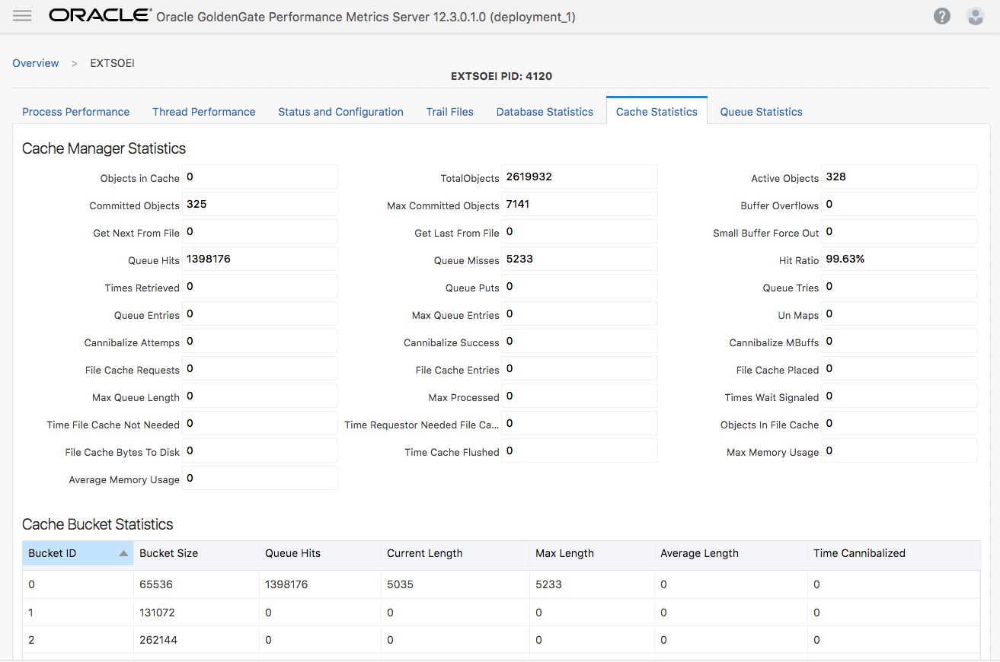 ORACLE® Oracle GoldenGate Performance Metrics Server 12.3.0.1.0 (deployment_1) ?
Overview > EXTSOEI
EXTSOEI PID: 4120
Process Performance Thread Performance Status and Configuration Trail Files Database Statistics Cache Statistics Queue Statistics
Cache Manager Statistics
Objects in Cache 0 TotalObjects 2619932 Active Objects 328
Committed Objects 325 Max Committed Objects 7141 Buffer Overflows 0
Get Next From File 0 Get Last From File 0 Small Buffer Force Out 0
Queue Hits 1398176 Queue Misses 5233 Hit Ratio 99.63%
Times Retrieved 0 Queue Puts 0 Queue Tries 0
Queue Entries 0 Max Queue Entries 0 Un Maps 0
Cannibalize Attemps 0 Cannibalize Success 0 Cannibalize MBuffs 0
File Cache Requests 0 File Cache Entries 0 File Cache Placed 0
Max Queue Length 0 Max Processed 0 Times Wait Signaled 0
Time File Cache Not Needed 0 Time Requestor Needed File Ca... 0 Objects In File Cache 0
File Cache Bytes To Disk 0 Time Cache Flushed 0 Max Memory Usage 0
Average Memory Usage 0
Cache Bucket Statistics
Bucket ID Bucket Size Queue Hits Current Length Max Length Average Length Time Cannibalized
0 65536 1398176 5035 5233 0 0
1 131072 0 0 0 0 0
2 262144 0 0 0 0 0